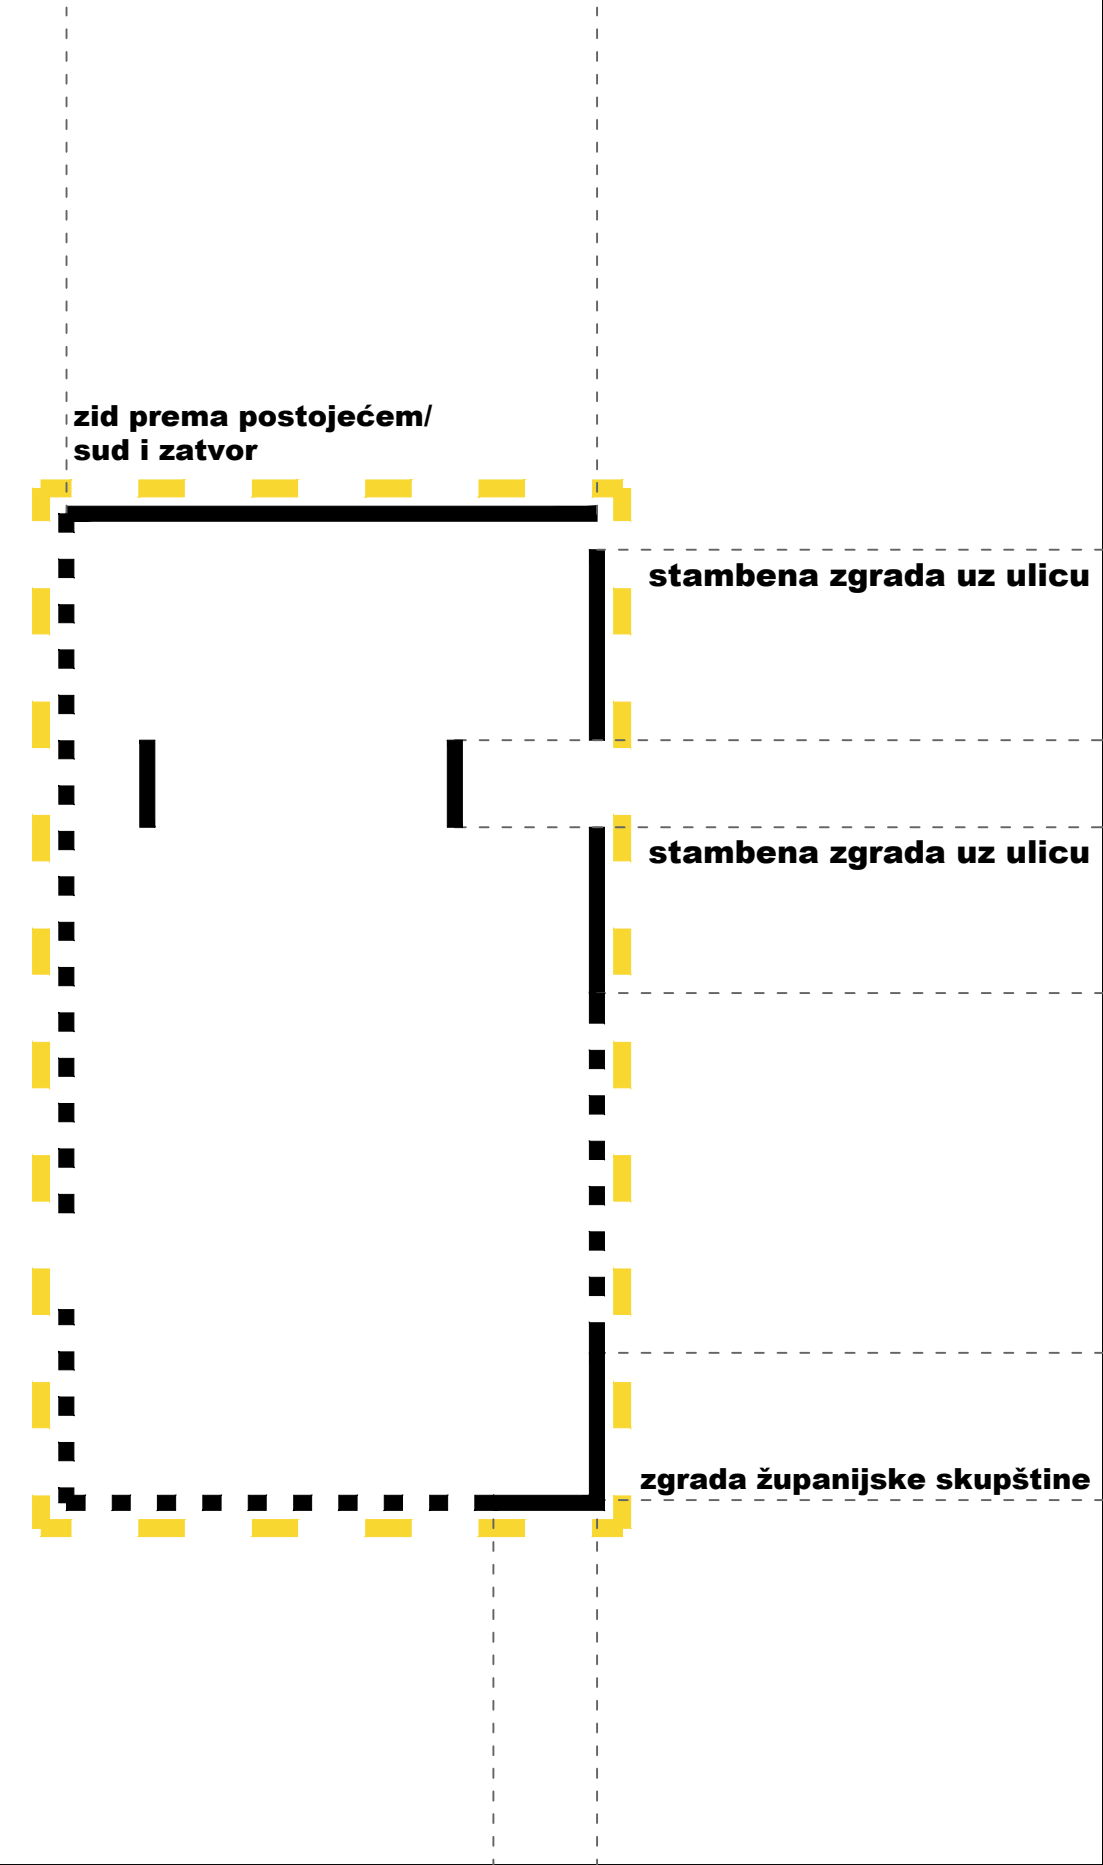 zid prema postojećem/
sud i zatvor
stambena zgrada uz ulicu
stambena zgrada uz ulicu
zgrada županijske skupštine